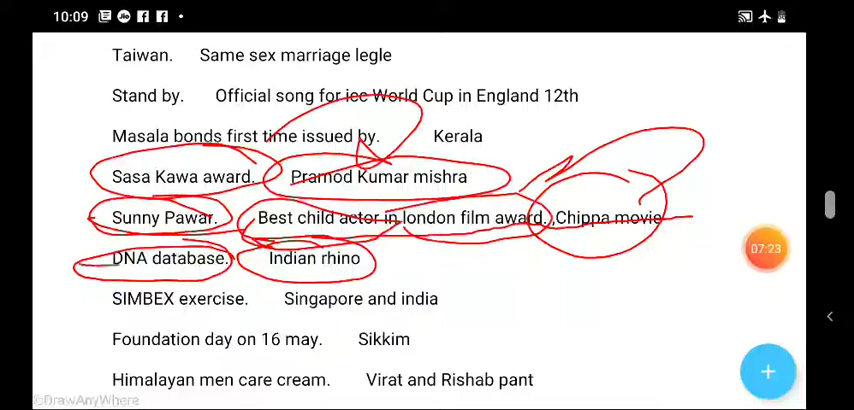 10:09
Taiwan. Same sex marriage legle
Stand by. Official song for icc World Cup in England 12th
Masala bonds first time issued by. Kerala
Sasa Kawa award. Pramod Kumar mishra
Sunny Pawar. Best child actor in london film award. ,Chippa movie
DNA database. Indian rhino
07:23
SIMBEX exercise. Singapore and india
Foundation day on 16 may. Sikkim
Himalayan men care cream. Virat and Rishab pant
©DrawAnyWhere